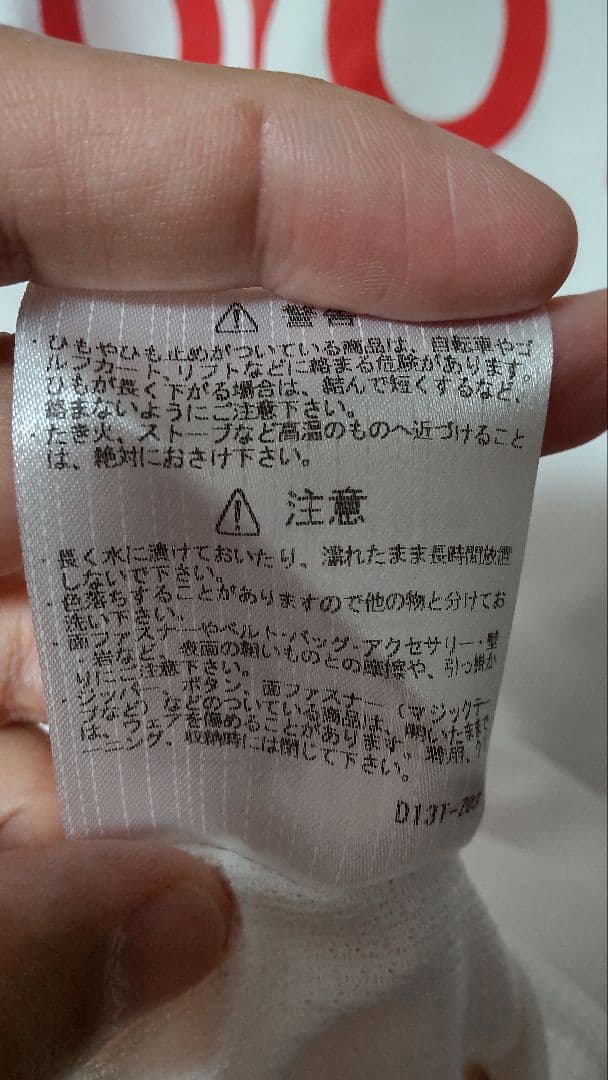 警告
・ひもやひも止めがついている商品は、自転車やゴ
ルフカート、リフトなどに絡まる危険があります。
ひもが長く下がる場合は、結んで短くするなど、
絡まないようにご注意下さい。
・たき火、ストーブなど高温のものへ近づけること
は、絶対におさけ下さい。
注意
・長く水に漬けておいたり、濡れたまま長時間放置
しないで下さい。
・色落ちすることがありますので他の物と分けてお
洗い下さい。
・面ファスナーやベルト・バッグ・アクセサリー・壁
・岩など、表面の粗いものとの摩擦や、引っ掛か
りにご注意下さい。
・ジッパー、ボタン、面ファスナー(マジックテー
プなど)などのついている商品は、開いたままで
は、ウェアを傷めることがあります。着用、ク
ーニング、収納時には閉じて下さい。
D13T-Z03